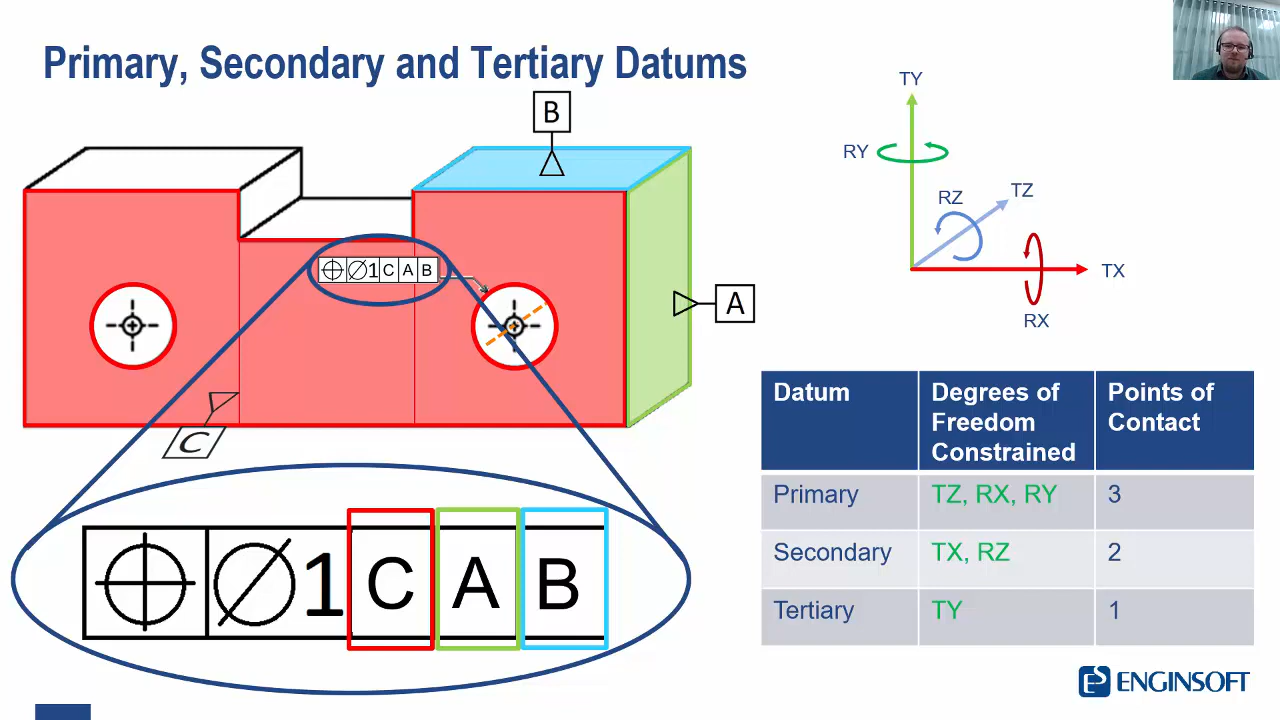 Primary, Secondary and Tertiary Datums
B
TY
RY
RZ
TZ
TX
RX
⌖ ∅1 C A B
A
C
⌖ ∅1 C A B
Datum Degrees of Freedom Constrained Points of Contact
Primary TZ, RX, RY 3
Secondary TX, RZ 2
Tertiary TY 1
ENGINSOFT